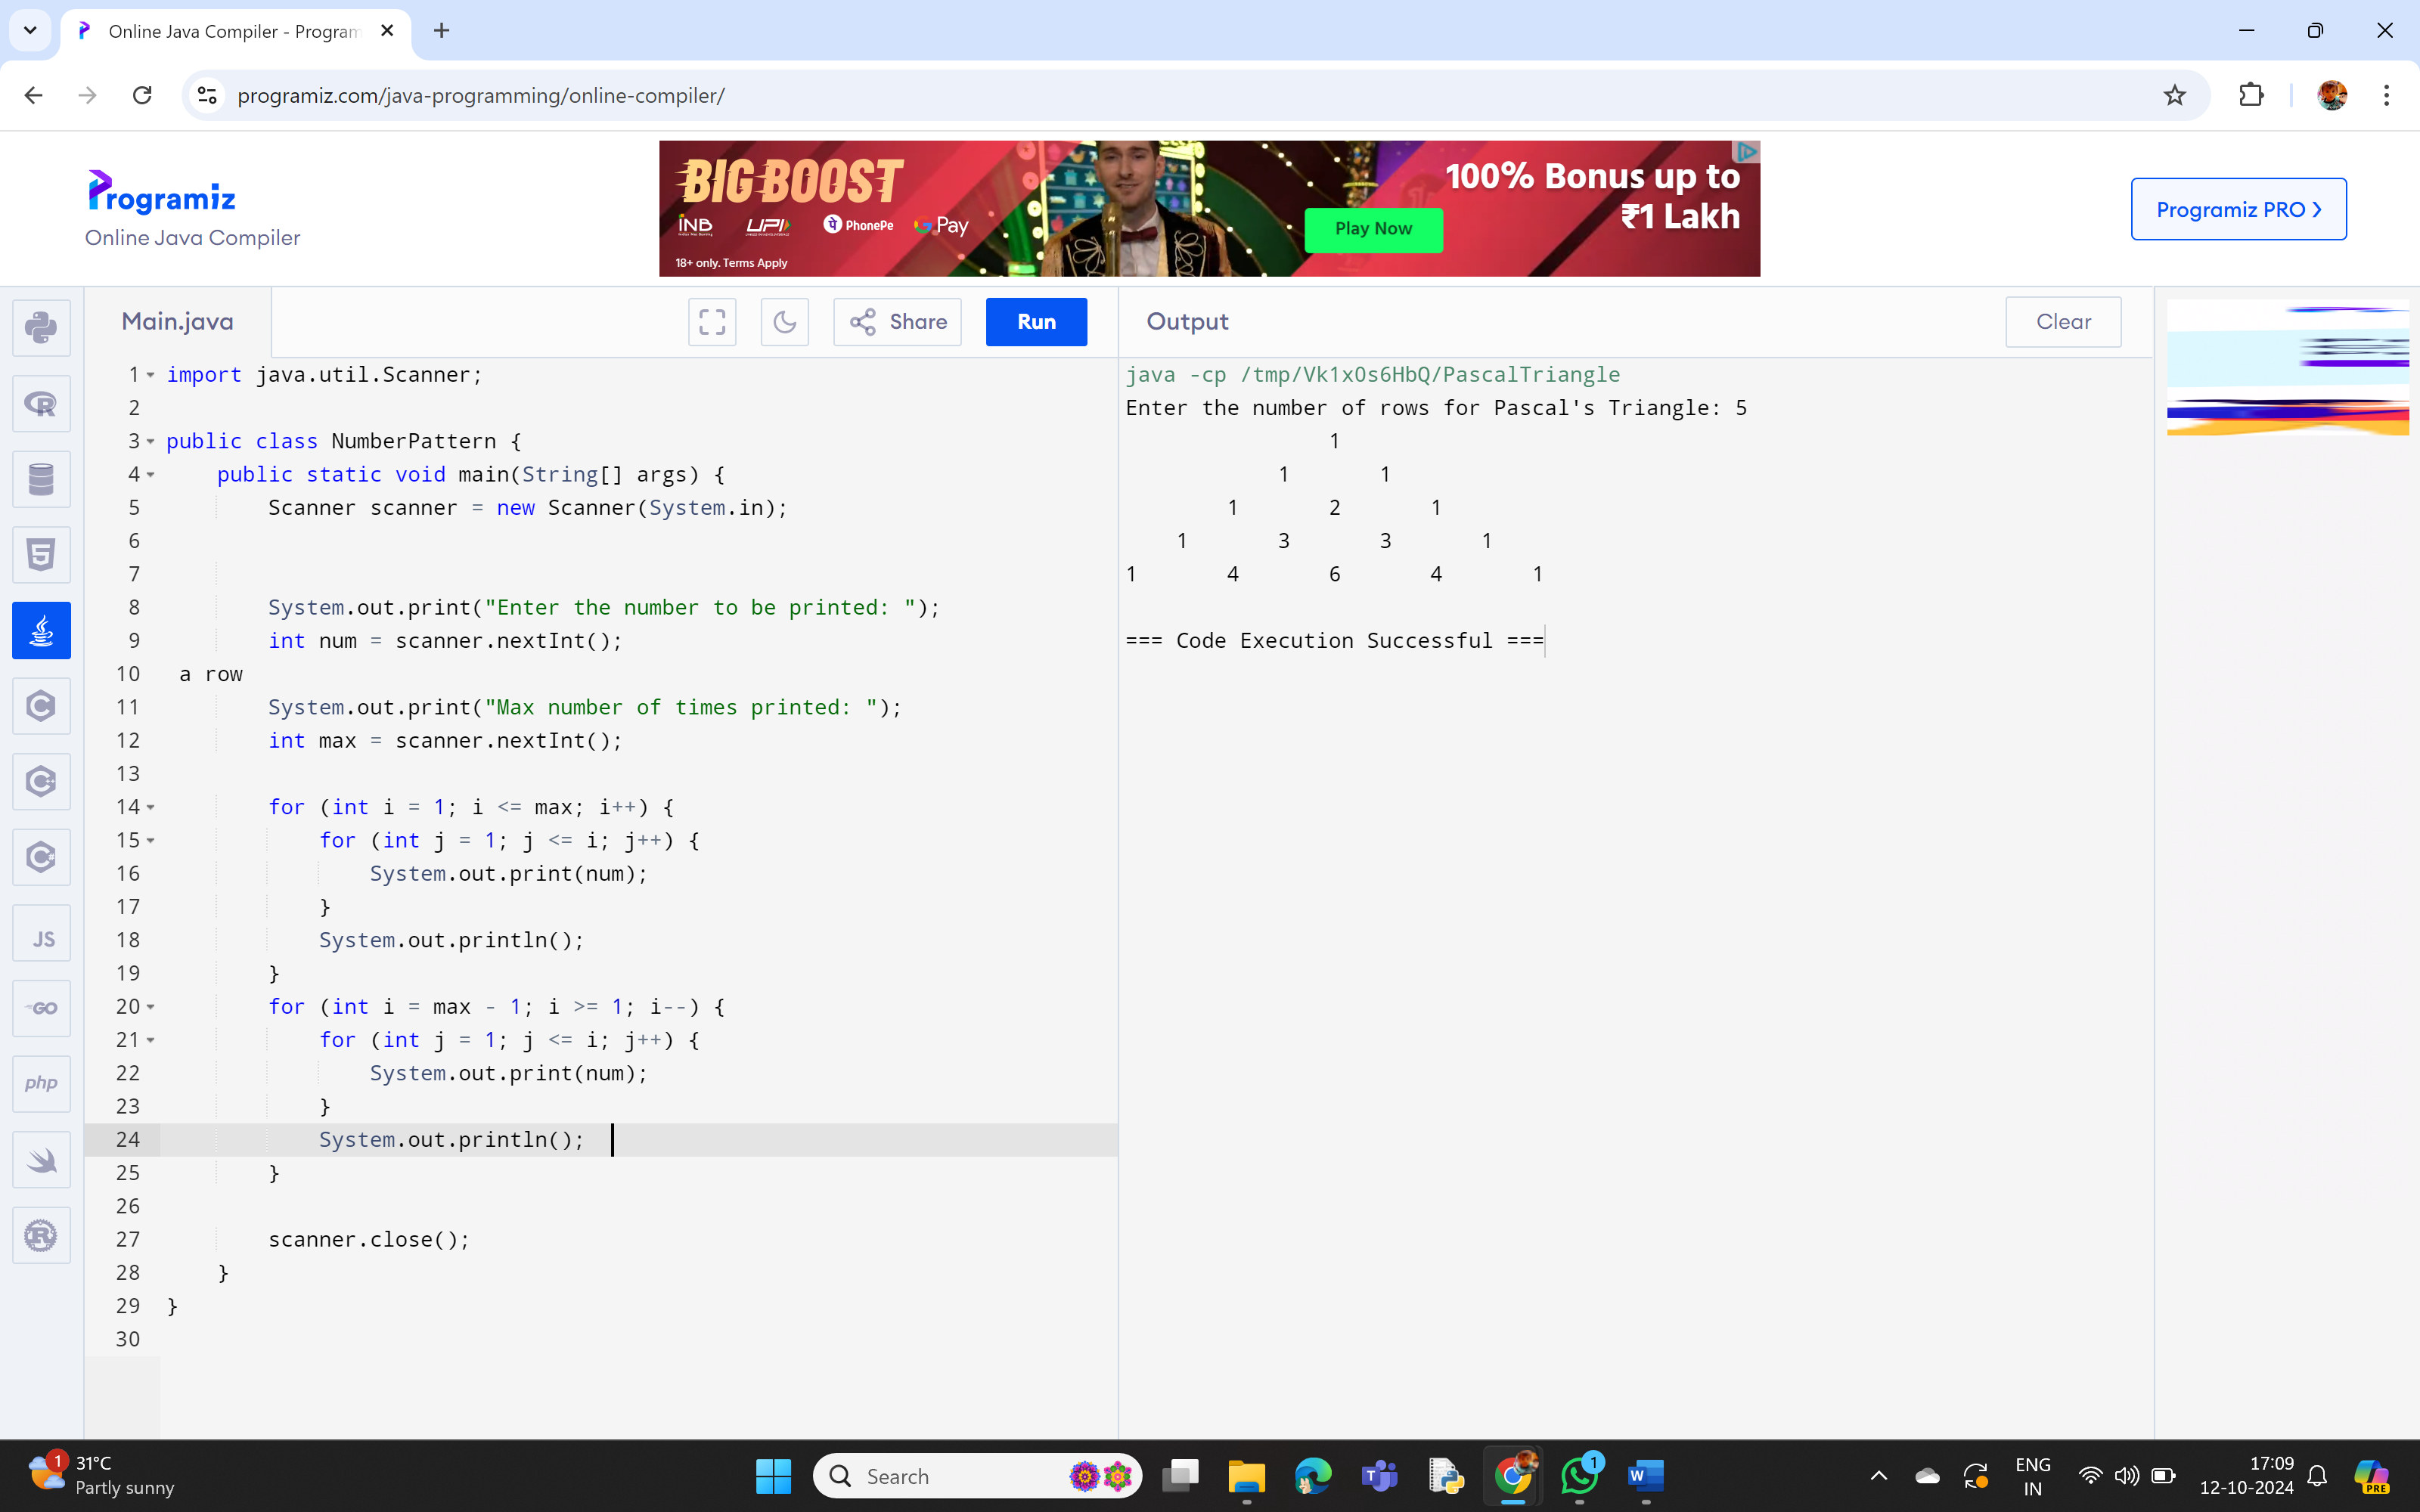 Online Java Compiler - Program
programiz.com/java-programming/online-compiler/
Programiz
Online Java Compiler
BIG BOOST
INB UPI PhonePe G Pay
18+ only. Terms Apply
100% Bonus up to
₹1 Lakh
Play Now
Programiz PRO ❯
Main.java
Share
Run
Output
Clear
1 import java.util.Scanner;
2
3 public class NumberPattern {
4 public static void main(String[] args) {
5 Scanner scanner = new Scanner(System.in);
6
7
8 System.out.print("Enter the number to be printed: ");
9 int num = scanner.nextInt();
10 a row
11 System.out.print("Max number of times printed: ");
12 int max = scanner.nextInt();
13
14 for (int i = 1; i <= max; i++) {
15 for (int j = 1; j <= i; j++) {
16 System.out.print(num);
17 }
18 System.out.println();
19 }
20 for (int i = max - 1; i >= 1; i--) {
21 for (int j = 1; j <= i; j++) {
22 System.out.print(num);
23 }
24 System.out.println();
25 }
26
27 scanner.close();
28 }
29 }
30
java -cp /tmp/Vk1x0s6HbQ/PascalTriangle
Enter the number of rows for Pascal's Triangle: 5
1
1 1
1 2 1
1 3 3 1
1 4 6 4 1
=== Code Execution Successful ===
JS
GO
php
1
31°C
Partly sunny
Search
1
ENG
IN
17:09
12-10-2024
PRE